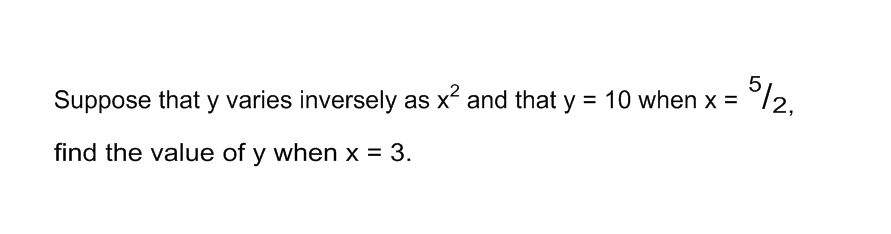 Suppose that y varies inversely as x² and that y = 10 when x = ⁵/₂,
find the value of y when x = 3.